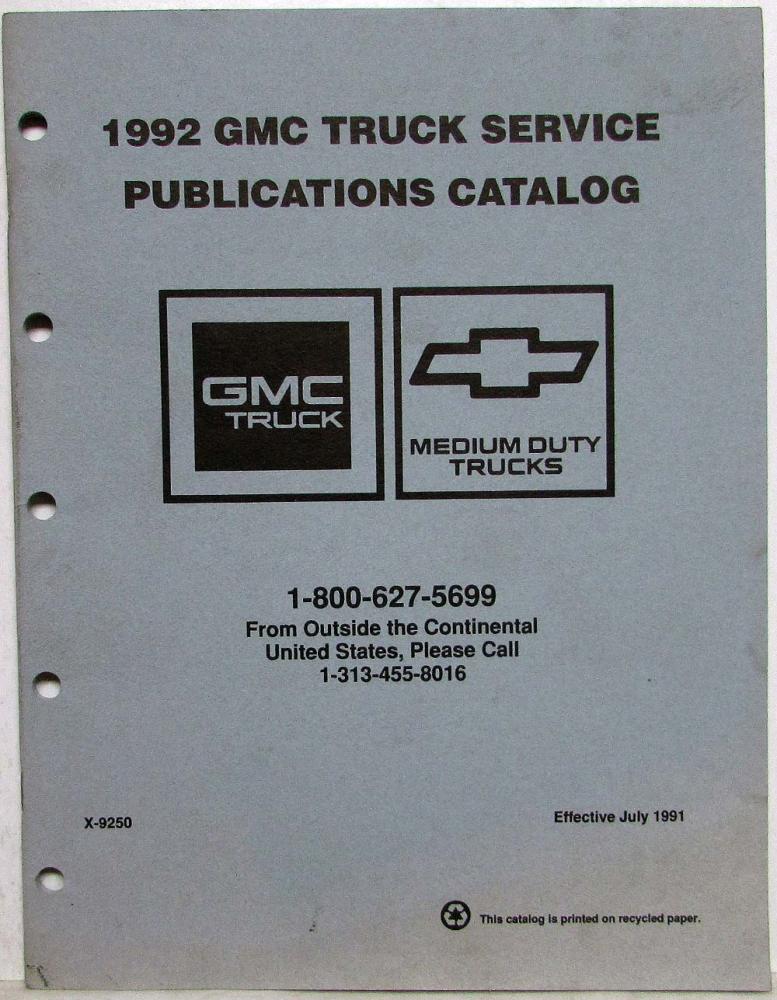 1992 GMC TRUCK SERVICE
PUBLICATIONS CATALOG
GMC
TRUCK
MEDIUM DUTY
TRUCKS
1-800-627-5699
From Outside the Continental
United States, Please Call
1-313-455-8016
X-9250
Effective July 1991
This catalog is printed on recycled paper.